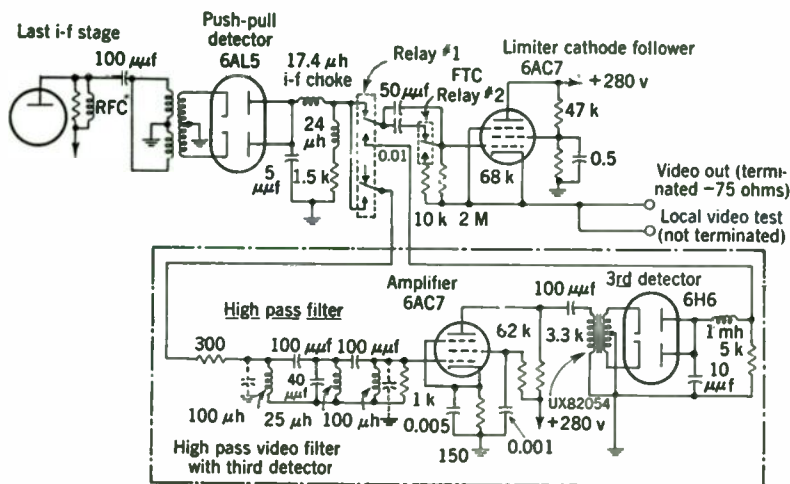 Last i-f stage
100 μμf
RFC
Push-pull
detector
6AL5
17.4 μh
i-f choke
24
μh
5
μμf
1.5 k
Relay #1
50 μμf
FTC
Relay #2
0.01
Limiter cathode follower
6AC7
+280 v
47 k
0.5
68 k
10 k
2 M
Video out (termi-
nated -75 ohms)
Local video test
(not terminated)
High pass filter
300
100 μμf
100 μμf
40
μμf
100 μh
25 μh
100 μh
High pass video filter
with third detector
Amplifier
6AC7
62 k
1 k
0.005
150
0.001
+280 v
100 μμf
3.3 k
UX82054
3rd detector
6H6
1 mh
5 k
10
μμf